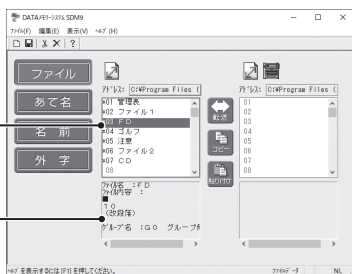 DATAメモリーシステム SDM9
ファイル(F) 編集(E) 表示(V) ヘルプ(H)
ファイル
あて名
名 前
外 字
アドレス: C:¥Program Files (
*01 管理表
*02 ファイル1
*03 FD
*04 ゴルフ
*05 注意
*06 ファイル2
*07 CD
08
ファイル名 :FD
ファイル内容 :
■
10
(改段落)
グループ名 :G0 グループ
転送
コピー
貼り付け
アドレス: C:¥Program Files (
01
02
03
04
05
06
07
08
ヘルプを表示するには [F1] を押してください。
ファイルデータ
NL